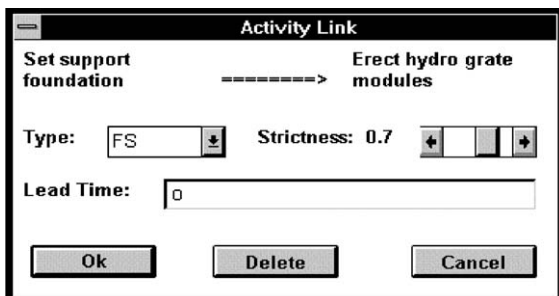 Activity Link
Set support foundation
========>
Erect hydro grate modules
Type: FS Strictness: 0.7
Lead Time: 0
Ok Delete Cancel